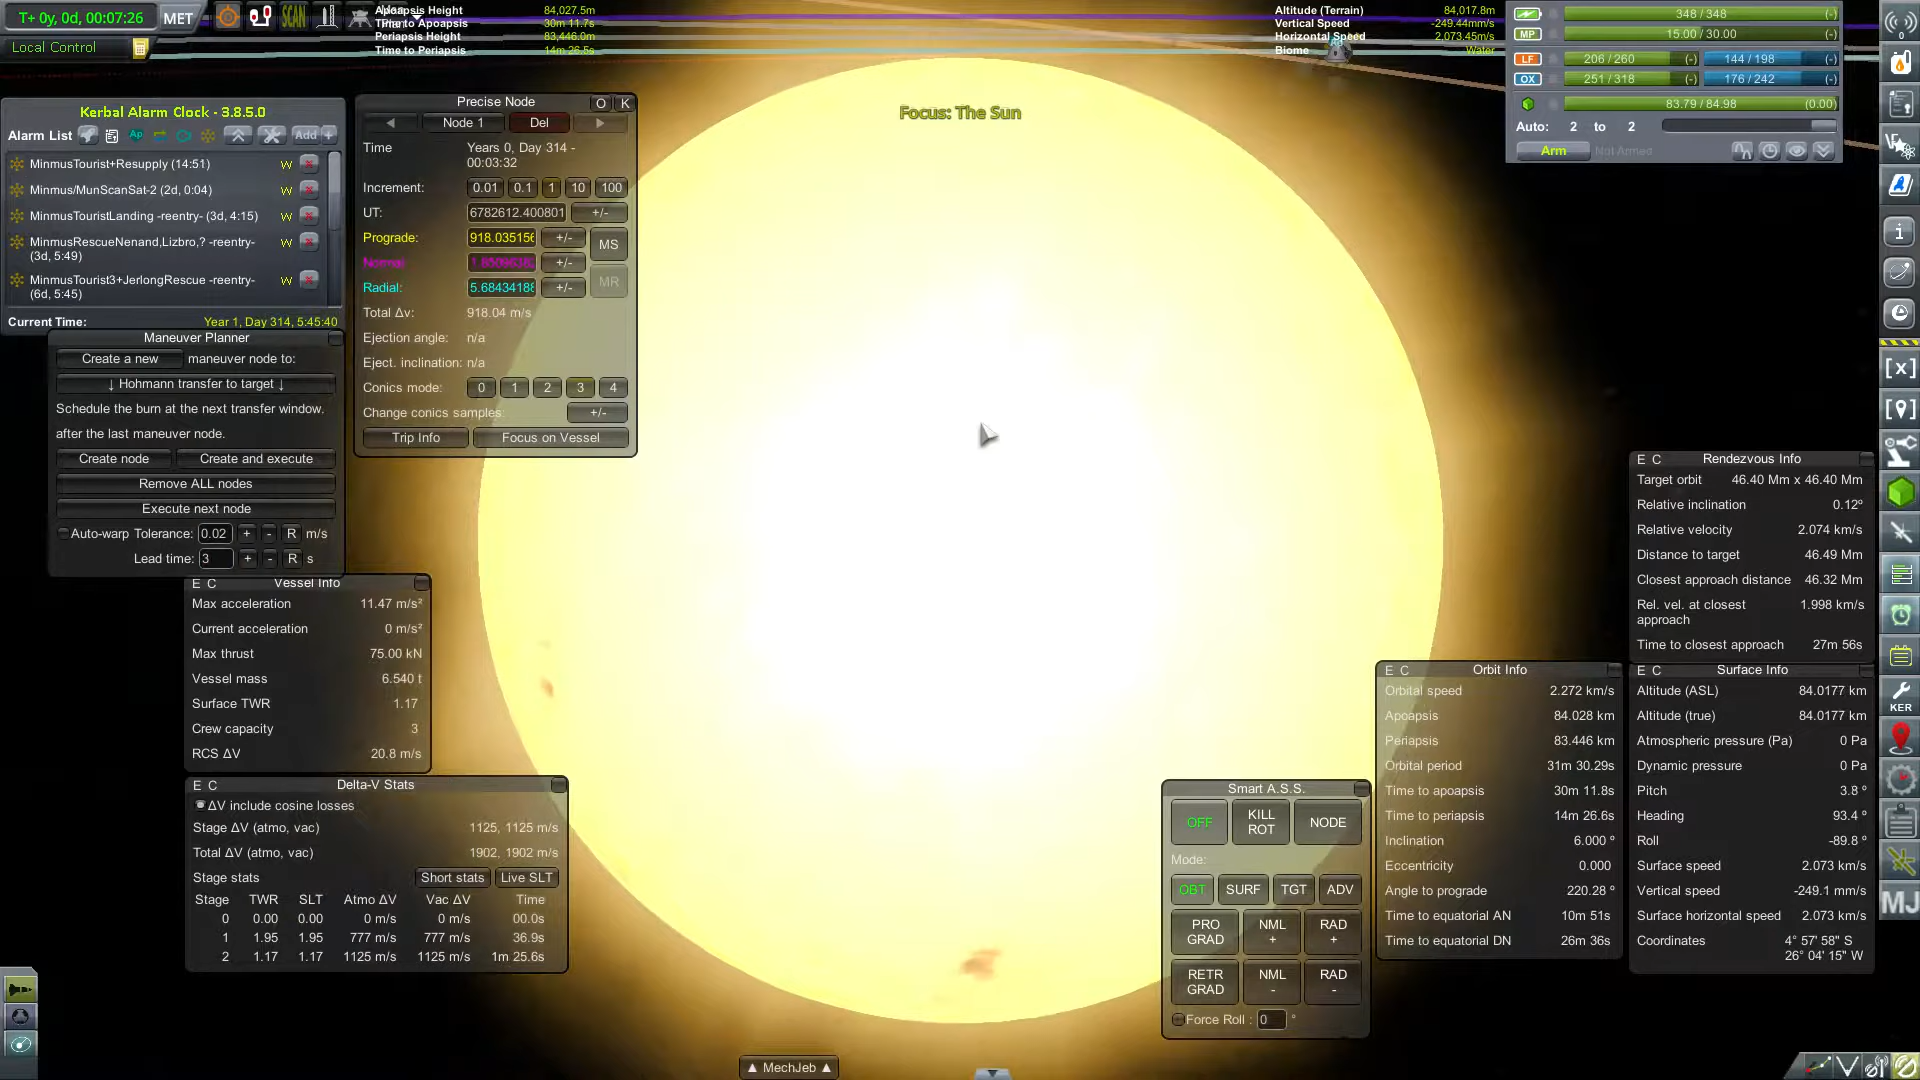 T+ 0y, 0d, 00:07:26 MET
SCAN
Local Control
Apoapsis Height 84,027.5m
Time to Apoapsis 30m 11.7s
Periapsis Height 83,446.0m
Time to Periapsis 14m 26.5s
Altitude (Terrain) 84,017.8m
Vertical Speed -249.44mm/s
Horizontal Speed 2,073.45m/s
Biome Water
348 / 348 (-)
MP 15.00 / 30.00 (-)
LF 206 / 260 (-) 144 / 198 (-)
OX 251 / 318 (-) 176 / 242 (-)
83.79 / 84.98 (0.00)
Auto: 2 to 2
Arm Not Armed
Focus: The Sun
Kerbal Alarm Clock - 3.8.5.0
Alarm List Ap Add +
MinmusTourist+Resupply (14:51) W x
Minmus/MunScanSat-2 (2d, 0:04) W x
MinmusTouristLanding -reentry- (3d, 4:15) W x
MinmusRescueNenand,Lizbro,? -reentry- W x
(3d, 5:49)
MinmusTourist3+JerlongRescue -reentry- W x
(6d, 5:45)
Current Time: Year 1, Day 314, 5:45:40
Precise Node O K
Node 1 Del
Time Years 0, Day 314 -
00:03:32
Increment: 0.01 0.1 1 10 100
UT: 6782612.400801 +/-
Prograde: 918.035156 +/- MS
Normal: +/-
Radial: 5.68434188 +/- MR
Total Δv: 918.04 m/s
Ejection angle: n/a
Eject. inclination: n/a
Conics mode: 0 1 2 3 4
Change conics samples: +/-
Trip Info Focus on Vessel
Maneuver Planner
Create a new maneuver node to:
↓ Hohmann transfer to target ↓
Schedule the burn at the next transfer window.
after the last maneuver node.
Create node Create and execute
Remove ALL nodes
Execute next node
Auto-warp Tolerance: 0.02 + - R m/s
Lead time: 3 + - R s
E C Vessel Info
Max acceleration 11.47 m/s²
Current acceleration 0 m/s²
Max thrust 75.00 kN
Vessel mass 6.540 t
Surface TWR 1.17
Crew capacity 3
RCS ΔV 20.8 m/s
E C Delta-V Stats
ΔV include cosine losses
Stage ΔV (atmo, vac) 1125, 1125 m/s
Total ΔV (atmo, vac) 1902, 1902 m/s
Stage stats Short stats Live SLT
Stage TWR SLT Atmo ΔV Vac ΔV Time
0 0.00 0.00 0 m/s 0 m/s 00.0s
1 1.95 1.95 777 m/s 777 m/s 36.9s
2 1.17 1.17 1125 m/s 1125 m/s 1m 25.6s
▲ MechJeb ▲
Smart A.S.S.
OFF KILL ROT NODE
Mode:
OBT SURF TGT ADV
PRO GRAD NML + RAD +
RETR GRAD NML - RAD -
Force Roll : 0 °
E C Orbit Info
Orbital speed 2.272 km/s
Apoapsis 84.028 km
Periapsis 83.446 km
Orbital period 31m 30.29s
Time to apoapsis 30m 11.8s
Time to periapsis 14m 26.6s
Inclination 6.000 º
Eccentricity 0.000
Angle to prograde 220.28 º
Time to equatorial AN 10m 51s
Time to equatorial DN 26m 36s
E C Rendezvous Info
Target orbit 46.40 Mm x 46.40 Mm
Relative inclination 0.12º
Relative velocity 2.074 km/s
Distance to target 46.49 Mm
Closest approach distance 46.32 Mm
Rel. vel. at closest approach 1.998 km/s
Time to closest approach 27m 56s
E C Surface Info
Altitude (ASL) 84.0177 km
Altitude (true) 84.0177 km
Atmospheric pressure (Pa) 0 Pa
Dynamic pressure 0 Pa
Pitch 3.8 º
Heading 93.4 º
Roll -89.8 º
Surface speed 2.073 km/s
Vertical speed -249.1 mm/s
Surface horizontal speed 2.073 km/s
Coordinates 4° 57' 58" S
26° 04' 15" W
0
[x]
KER
MJ